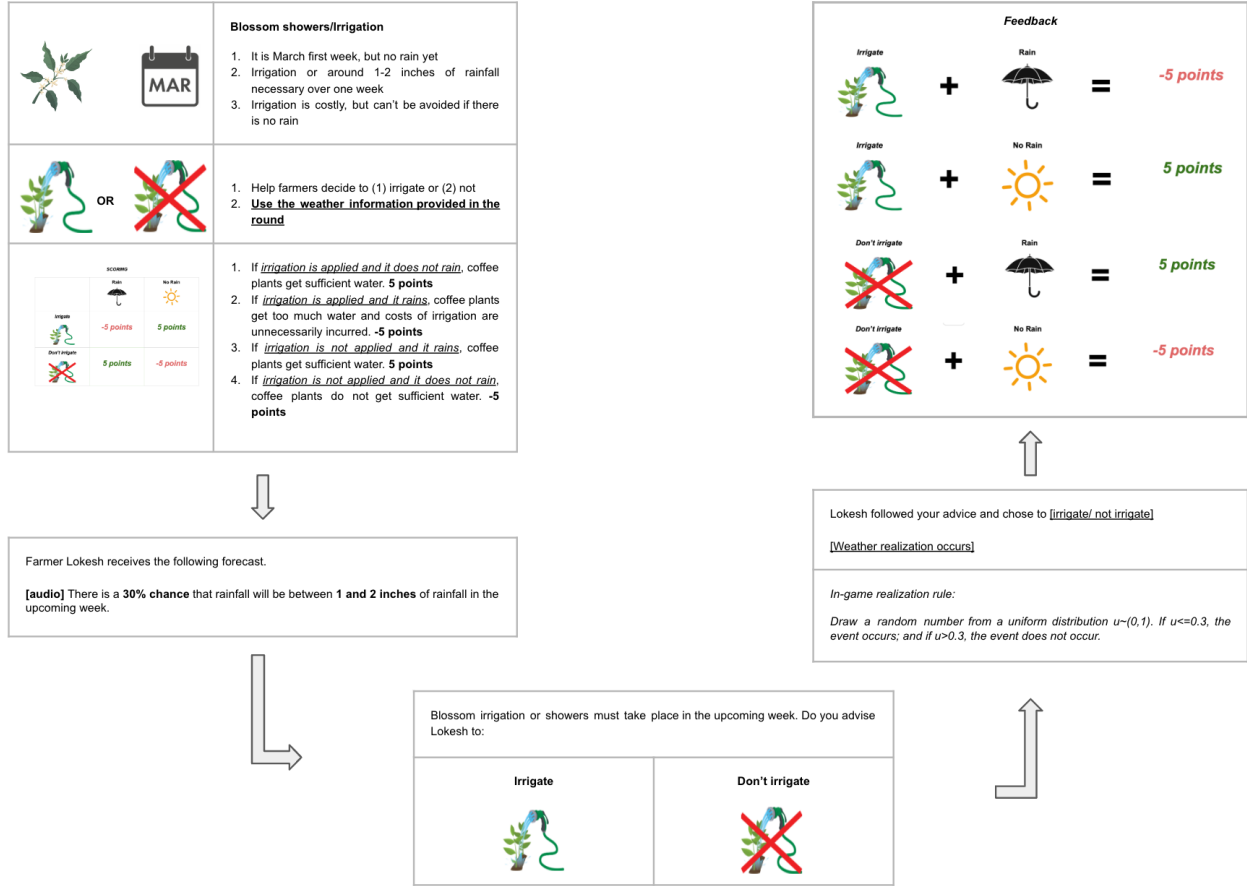 MAR
Blossom showers/Irrigation
1. It is March first week, but no rain yet
2. Irrigation or around 1-2 inches of rainfall
necessary over one week
3. Irrigation is costly, but can't be avoided if there
is no rain
OR
1. Help farmers decide to (1) irrigate or (2) not
2. Use the weather information provided in the
round
SCORING
Rain
No Rain
Irrigate
-5 points
5 points
Don't irrigate
5 points
-5 points
1. If irrigation is applied and it does not rain, coffee
plants get sufficient water. 5 points
2. If irrigation is applied and it rains, coffee plants
get too much water and costs of irrigation are
unnecessarily incurred. -5 points
3. If irrigation is not applied and it rains, coffee
plants get sufficient water. 5 points
4. If irrigation is not applied and it does not rain,
coffee plants do not get sufficient water. -5
points
Farmer Lokesh receives the following forecast.
[audio] There is a 30% chance that rainfall will be between 1 and 2 inches of rainfall in the
upcoming week.
Blossom irrigation or showers must take place in the upcoming week. Do you advise
Lokesh to:
Irrigate
Don't irrigate
Lokesh followed your advice and chose to [irrigate/ not irrigate]
[Weather realization occurs]
In-game realization rule:
Draw a random number from a uniform distribution u~(0,1). If u<=0.3, the
event occurs; and if u>0.3, the event does not occur.
Feedback
Irrigate
Rain
+
=
-5 points
Irrigate
No Rain
+
=
5 points
Don't irrigate
Rain
+
=
5 points
Don't irrigate
No Rain
+
=
-5 points